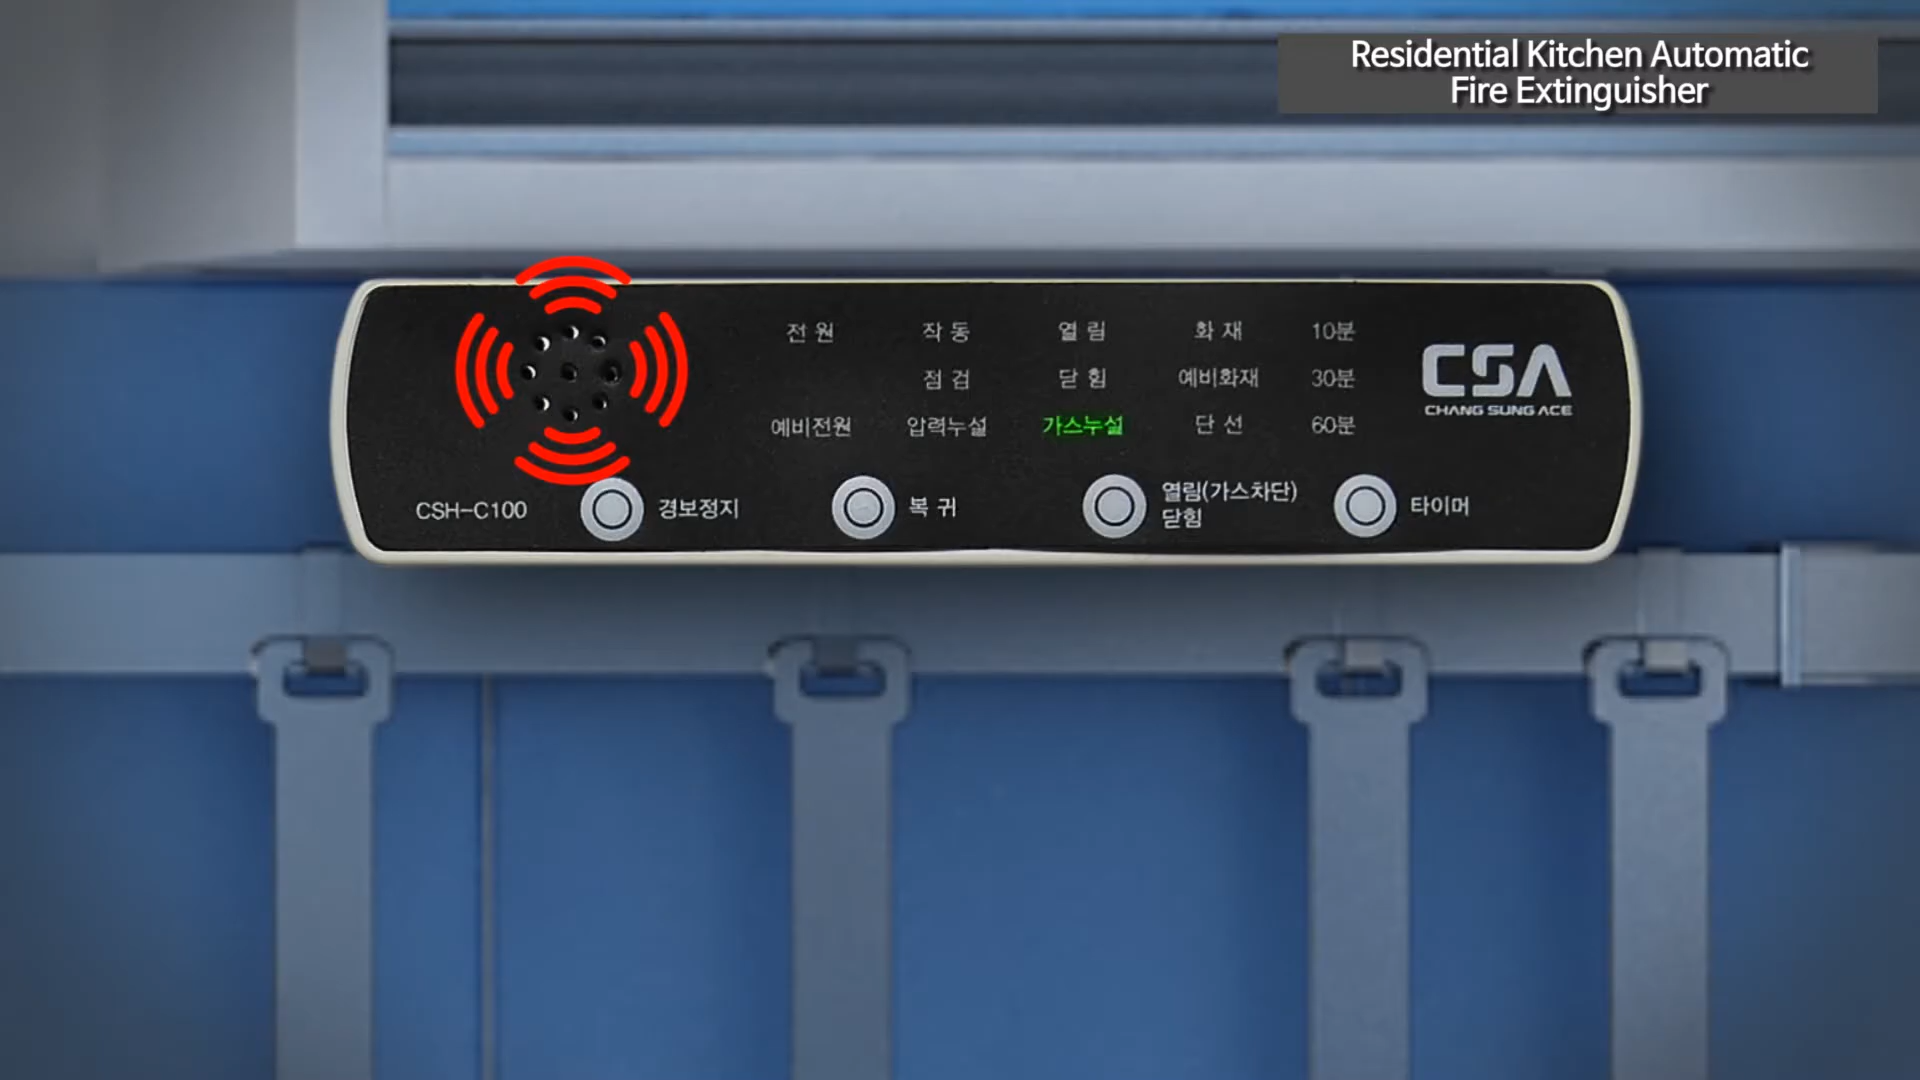 Residential Kitchen Automatic
Fire Extinguisher
전 원 작 동 열 림 화 재 10분
점 검 닫 힘 예비화재 30분
예비전원 압력누설 가스누설 단 선 60분
CSA
CHANG SUNG ACE
CSH-C100 경보정지 복 귀 열림(가스차단) 타이머
닫힘